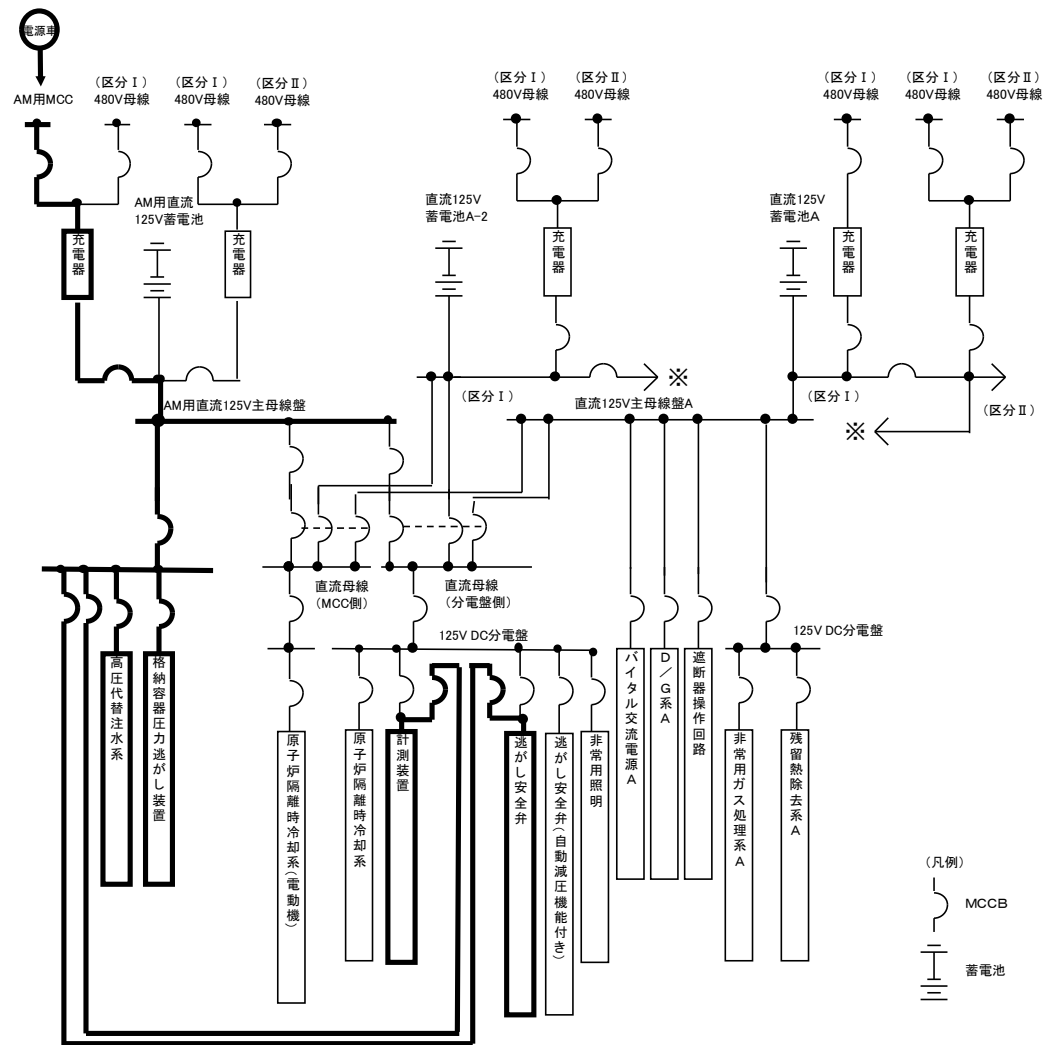 電源車
AM用MCC
(区分Ⅰ)
480V母線
(区分Ⅰ)
480V母線
(区分Ⅱ)
480V母線
(区分Ⅰ)
480V母線
(区分Ⅱ)
480V母線
(区分Ⅰ)
480V母線
(区分Ⅰ)
480V母線
(区分Ⅱ)
480V母線
AM用直流
125V蓄電池
直流125V
蓄電池A-2
直流125V
蓄電池A
充電器
充電器
充電器
充電器
充電器
※
(区分Ⅰ)
(区分Ⅰ)
(区分Ⅱ)
AM用直流125V主母線盤
直流125V主母線盤A
※
直流母線
(MCC側)
直流母線
(分電盤側)
125V DC分電盤
125V DC分電盤
高圧代替注水系
格納容器圧力逃がし装置
原子炉隔離時冷却系(電動機)
原子炉隔離時冷却系
計測装置
逃がし安全弁
逃がし安全弁(自動減圧機能付き)
非常用照明
バイタル交流電源A
D/G系A
遮断器操作回路
非常用ガス処理系A
残留熱除去系A
(凡例)
MCCB
蓄電池